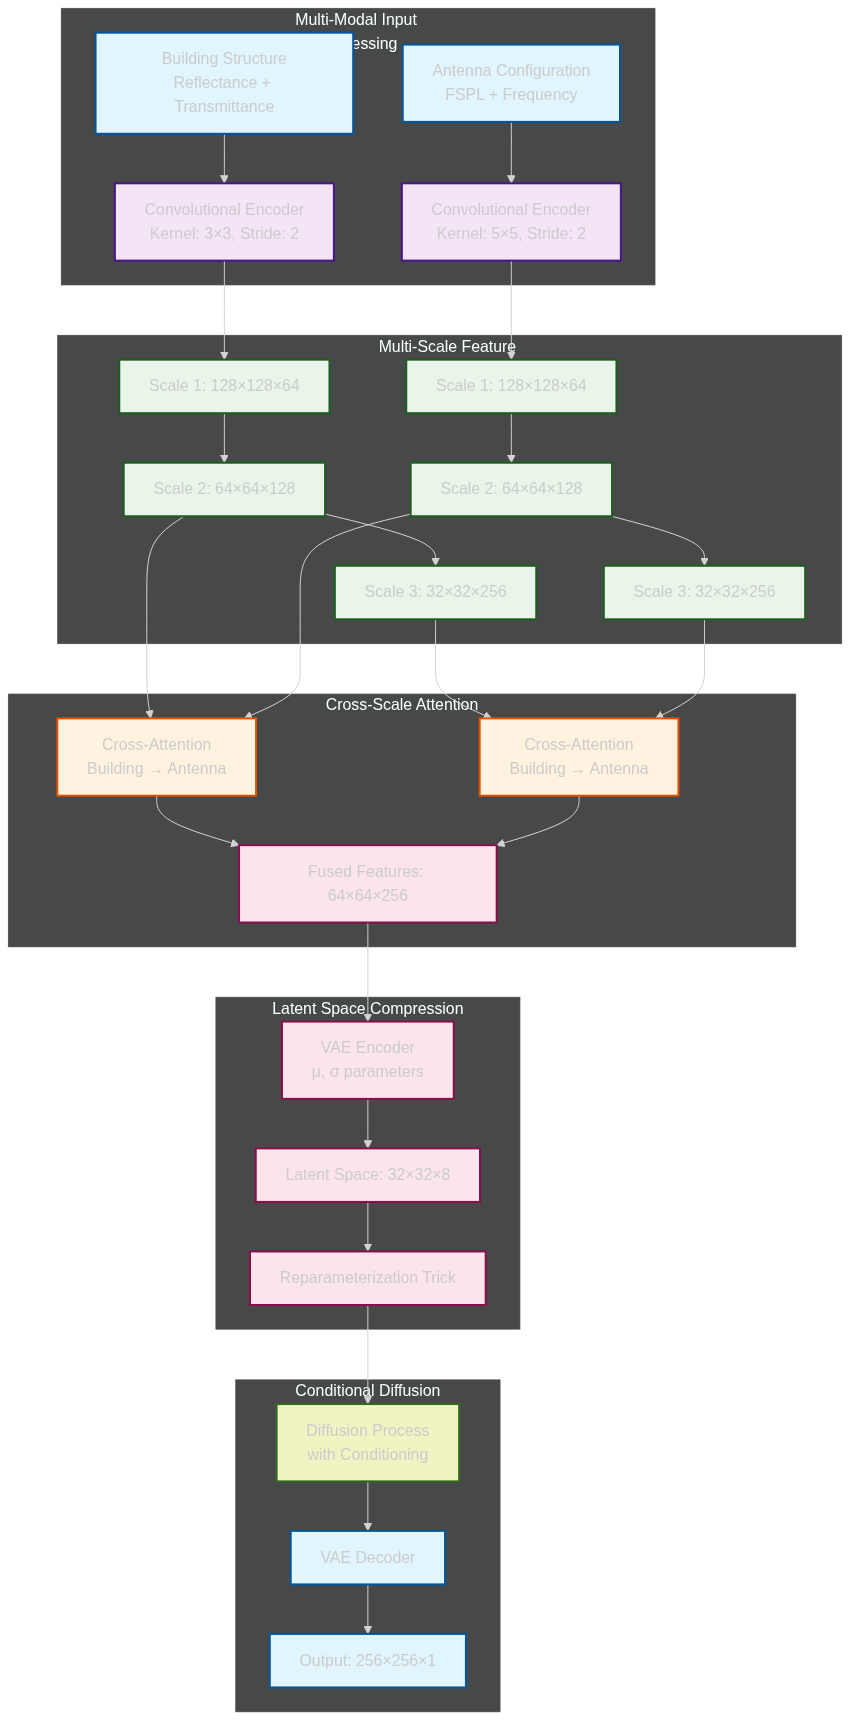 Multi-Modal Input
essing
Building Structure
Reflectance +
Transmittance
Antenna Configuration
FSPL + Frequency
Convolutional Encoder
Kernel: 3×3, Stride: 2
Convolutional Encoder
Kernel: 5×5, Stride: 2
Multi-Scale Feature
Scale 1: 128×128×64
Scale 1: 128×128×64
Scale 2: 64×64×128
Scale 2: 64×64×128
Scale 3: 32×32×256
Scale 3: 32×32×256
Cross-Scale Attention
Cross-Attention
Building → Antenna
Cross-Attention
Building → Antenna
Fused Features:
64×64×256
Latent Space Compression
VAE Encoder
μ, σ parameters
Latent Space: 32×32×8
Reparameterization Trick
Conditional Diffusion
Diffusion Process
with Conditioning
VAE Decoder
Output: 256×256×1